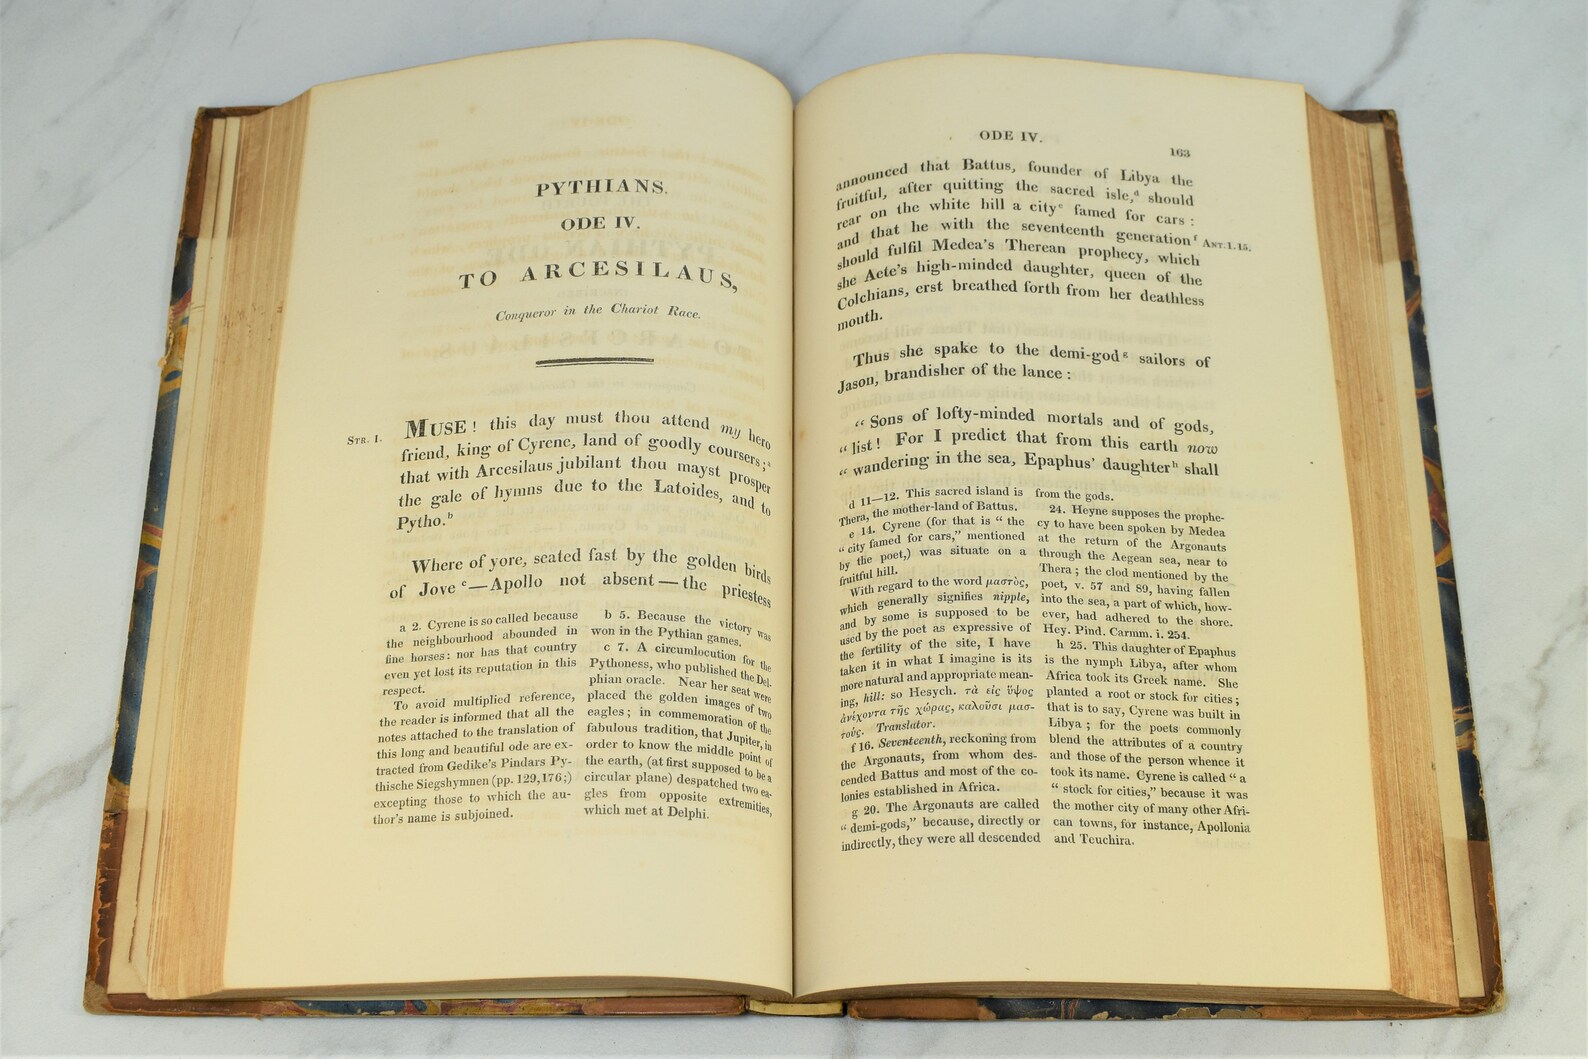 PYTHIANS.
ODE IV.
TO ARCESILAUS,
Conqueror in the Chariot Race.
STR. 1.
MUSE ! this day must thou attend my hero
friend, king of Cyrene, land of goodly coursers;ᵃ
that with Arcesilaus jubilant thou mayst prosper
the gale of hymns due to the Latoides, and to
Pytho.ᵇ
Where of yore, seated fast by the golden birds
of Jove ᶜ—Apollo not absent—the priestess
a 2. Cyrene is so called because
the neighbourhood abounded in
fine horses: nor has that country
even yet lost its reputation in this
respect.
To avoid multiplied reference,
the reader is informed that all the
notes attached to the translation of
this long and beautiful ode are ex-
tracted from Gedike's Pindars Py-
thische Siegshymnen (pp. 129,176;)
excepting those to which the au-
thor's name is subjoined.
b 5. Because the victory was
won in the Pythian games.
c 7. A circumlocution for the
Pythoness, who published the Del-
phian oracle. Near her seat were
placed the golden images of two
eagles; in commemoration of the
fabulous tradition, that Jupiter, in
order to know the middle point of
the earth, (at first supposed to be a
circular plane) despatched two ea-
gles from opposite extremities,
which met at Delphi.
ODE IV.
163
announced that Battus, founder of Libya the
fruitful, after quitting the sacred isle,ᵈ should
rear on the white hill a cityᵉ famed for cars :
and that he with the seventeenth generationᶠ
ANT. 1. 15.
should fulfil Medea's Therean prophecy, which
she Aete's high-minded daughter, queen of the
Colchians, erst breathed forth from her deathless
mouth.
Thus she spake to the demi-god ᵍ sailors of
Jason, brandisher of the lance :
“ Sons of lofty-minded mortals and of gods,
“ list! For I predict that from this earth now
“ wandering in the sea, Epaphus' daughterʰ shall
d 11—12. This sacred island is
Thera, the mother-land of Battus.
e 14. Cyrene (for that is “ the
“ city famed for cars,” mentioned
by the poet,) was situate on a
fruitful hill.
With regard to the word μαστὸς,
which generally signifies nipple,
and by some is supposed to be
used by the poet as expressive of
the fertility of the site, I have
taken it in what I imagine is its
more natural and appropriate mean-
ing, hill: so Hesych. τὰ εἰς ὕψος
ἀνέχοντα τῆς χώρας, καλοῦσι μασ-
τούς. Translator.
f 16. Seventeenth, reckoning from
the Argonauts, from whom des-
cended Battus and most of the co-
lonies established in Africa.
g 20. The Argonauts are called
“ demi-gods,” because, directly or
indirectly, they were all descended
from the gods.
24. Heyne supposes the prophe-
cy to have been spoken by Medea
at the return of the Argonauts
through the Aegean sea, near to
Thera ; the clod mentioned by the
poet, v. 57 and 89, having fallen
into the sea, a part of which, how-
ever, had adhered to the shore.
Hey. Pind. Carmm. i. 254.
h 25. This daughter of Epaphus
is the nymph Libya, after whom
Africa took its Greek name. She
planted a root or stock for cities ;
that is to say, Cyrene was built in
Libya ; for the poets commonly
blend the attributes of a country
and those of the person whence it
took its name. Cyrene is called “ a
“ stock for cities,” because it was
the mother city of many other Afri-
can towns, for instance, Apollonia
and Teuchira.